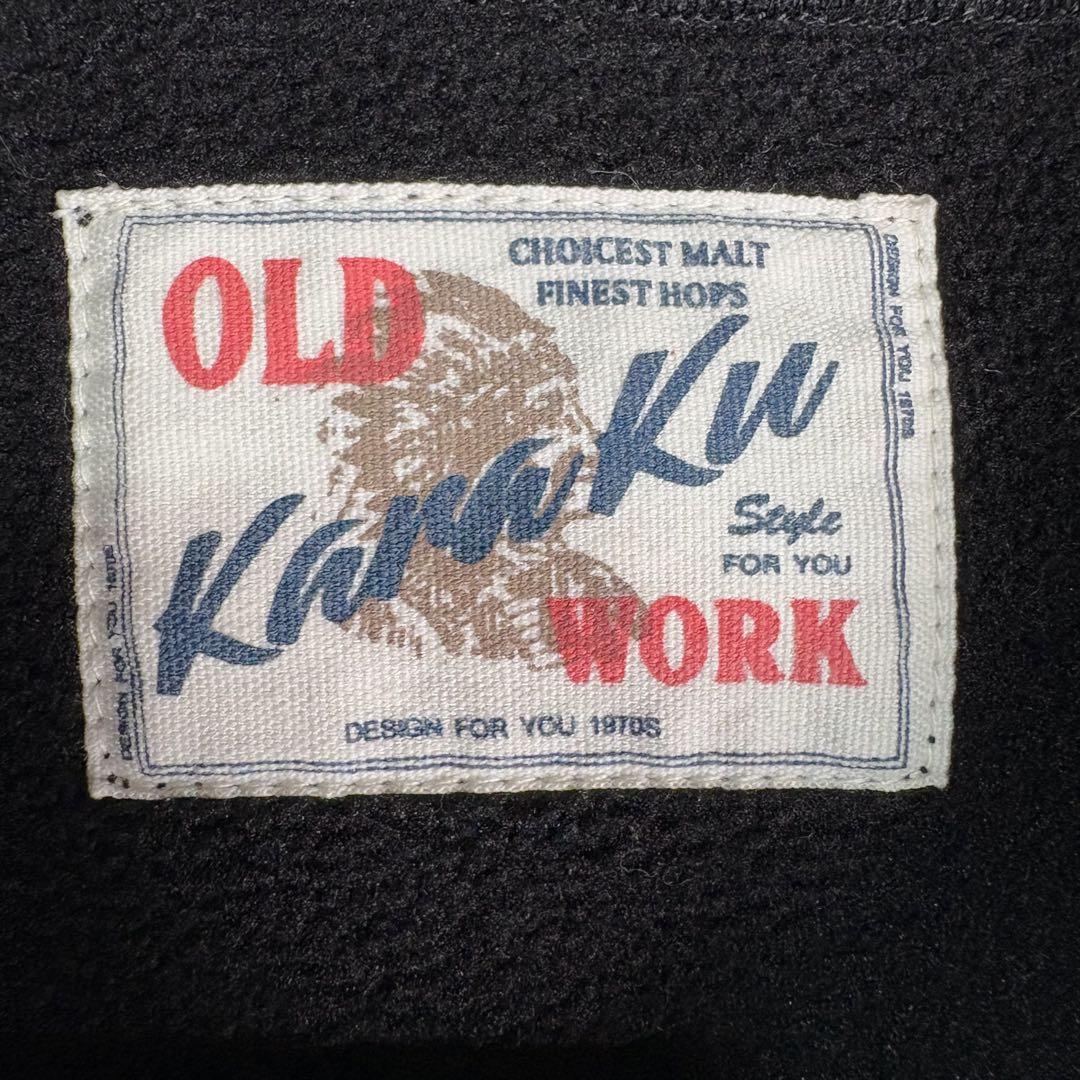 OLD
CHOICEST MALT
FINEST HOPS
KanaKu
Style
FOR YOU
WORK
DESIGN FOR YOU 1970S
DESIGN FOR YOU 1970S
DESIGN FOR YOU 1970S